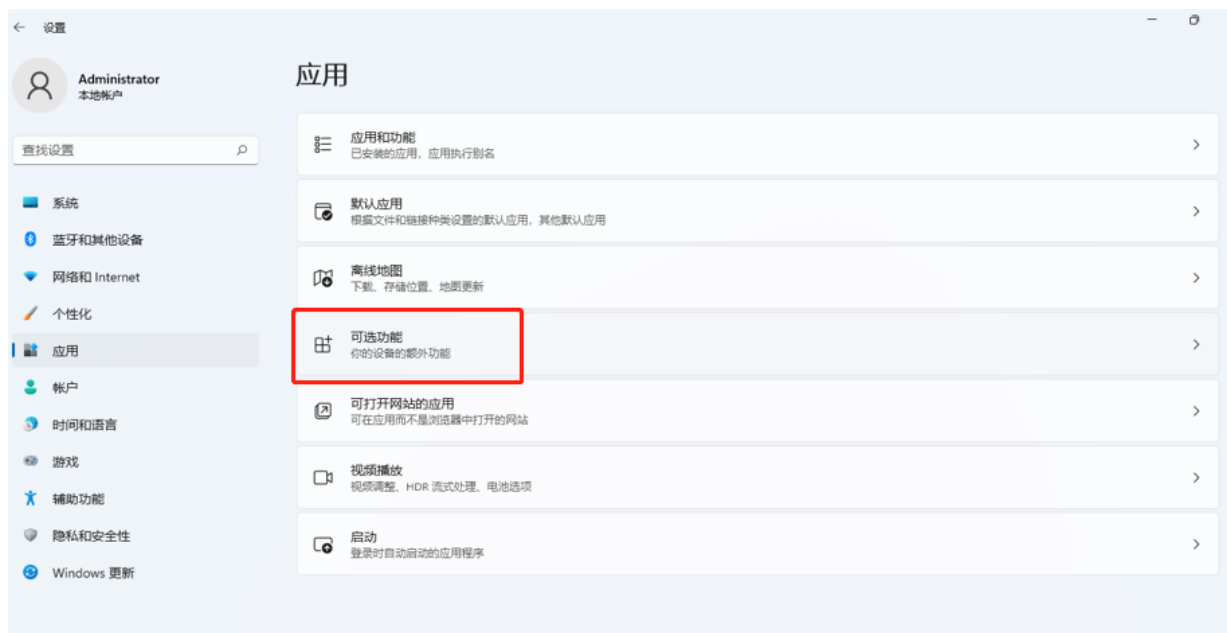 设置
Administrator
本地帐户
查找设置
系统
蓝牙和其他设备
网络和 Internet
个性化
应用
帐户
时间和语言
游戏
辅助功能
隐私和安全性
Windows 更新
应用
应用和功能
已安装的应用，应用执行别名
默认应用
根据文件和链接种类设置的默认应用，其他默认应用
离线地图
下载、存储位置、地图更新
可选功能
你的设备的额外功能
可打开网站的应用
可在应用而不是浏览器中打开的网站
视频播放
视频调整、HDR 流式处理、电池选项
启动
登录时自动启动的应用程序